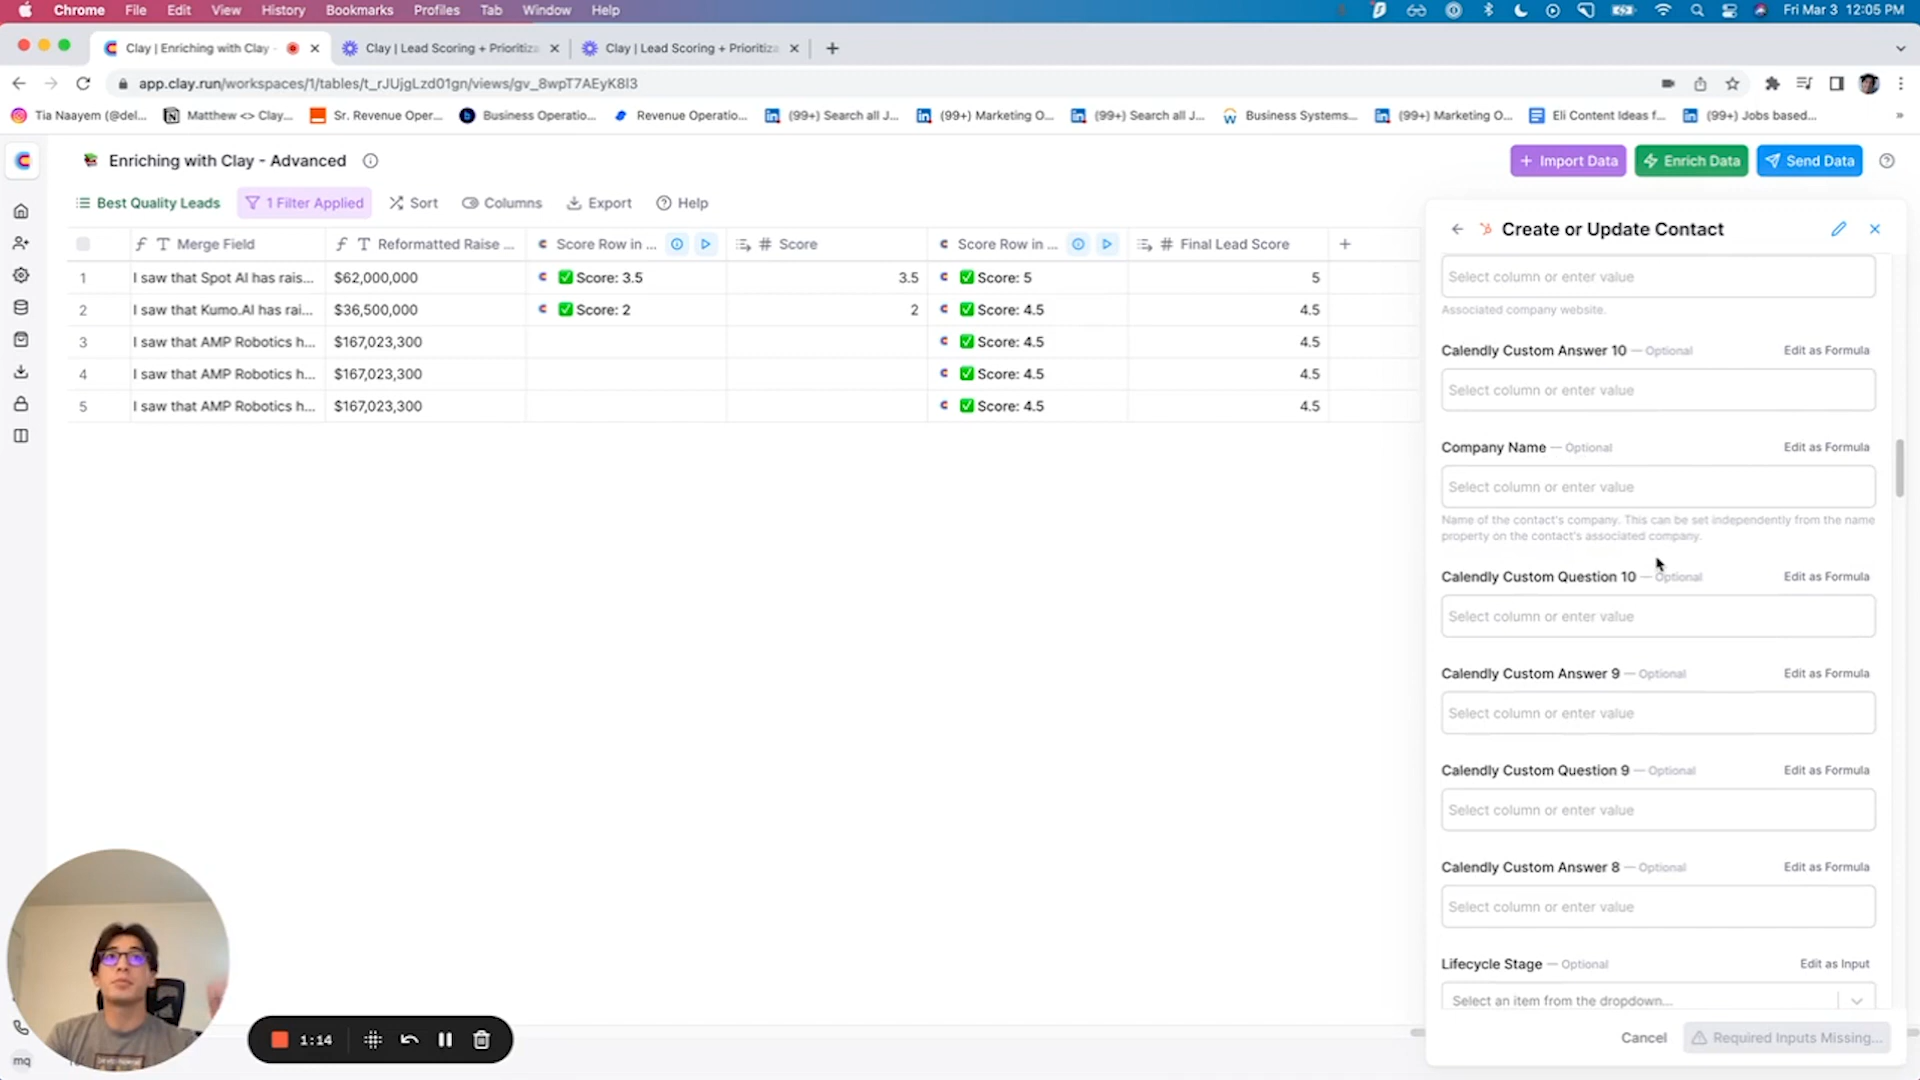 Chrome File Edit View History Bookmarks Profiles Tab Window Help
Fri Mar 3 12:05 PM
Clay | Enriching with Clay -
Clay | Lead Scoring + Prioritiza
Clay | Lead Scoring + Prioritiza
app.clay.run/workspaces/1/tables/t_rJUjgLzd01gn/views/gv_8wpT7AEyK8I3
Tia Naayem (@del... Matthew <> Clay... Sr. Revenue Oper... Business Operatio... Revenue Operatio... (99+) Search all J... (99+) Marketing O... (99+) Search all J... Business Systems... (99+) Marketing O... Eli Content Ideas f... (99+) Jobs based...
Enriching with Clay - Advanced
Import Data Enrich Data Send Data
Best Quality Leads 1 Filter Applied Sort Columns Export Help
Merge Field Reformatted Raise ... Score Row in ... # Score Score Row in ... # Final Lead Score
1 I saw that Spot AI has rais... $62,000,000 Score: 3.5 3.5 Score: 5 5
2 I saw that Kumo.AI has rai... $36,500,000 Score: 2 2 Score: 4.5 4.5
3 I saw that AMP Robotics h... $167,023,300 Score: 4.5 4.5
4 I saw that AMP Robotics h... $167,023,300 Score: 4.5 4.5
5 I saw that AMP Robotics h... $167,023,300 Score: 4.5 4.5
Create or Update Contact
Select column or enter value
Associated company website.
Calendly Custom Answer 10 — Optional Edit as Formula
Select column or enter value
Company Name — Optional Edit as Formula
Select column or enter value
Name of the contact's company. This can be set independently from the name
property on the contact's associated company.
Calendly Custom Question 10 — Optional Edit as Formula
Select column or enter value
Calendly Custom Answer 9 — Optional Edit as Formula
Select column or enter value
Calendly Custom Question 9 — Optional Edit as Formula
Select column or enter value
Calendly Custom Answer 8 — Optional Edit as Formula
Select column or enter value
Lifecycle Stage — Optional Edit as Input
Select an item from the dropdown...
Cancel Required Inputs Missing...
1:14
mq